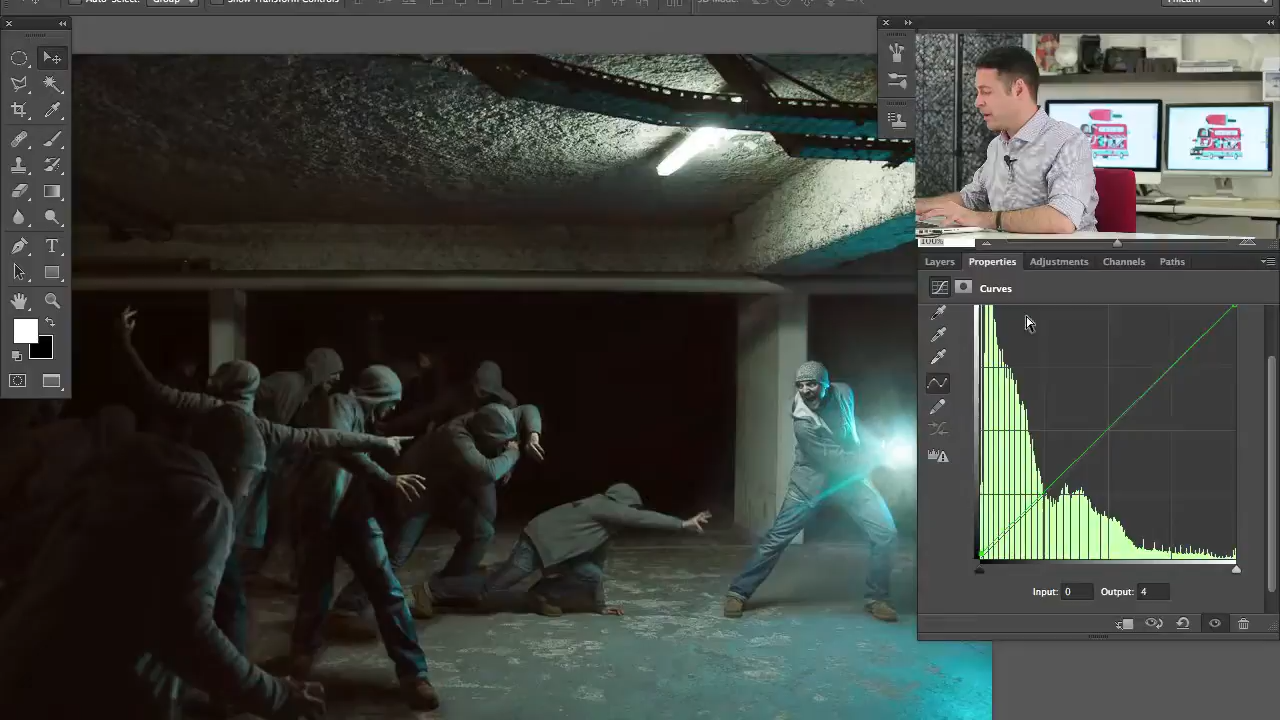 Auto-Select: Group Show Transform Controls 3D Mode:
100%
Layers Properties Adjustments Channels Paths
Curves
T
Input: 0 Output: 4